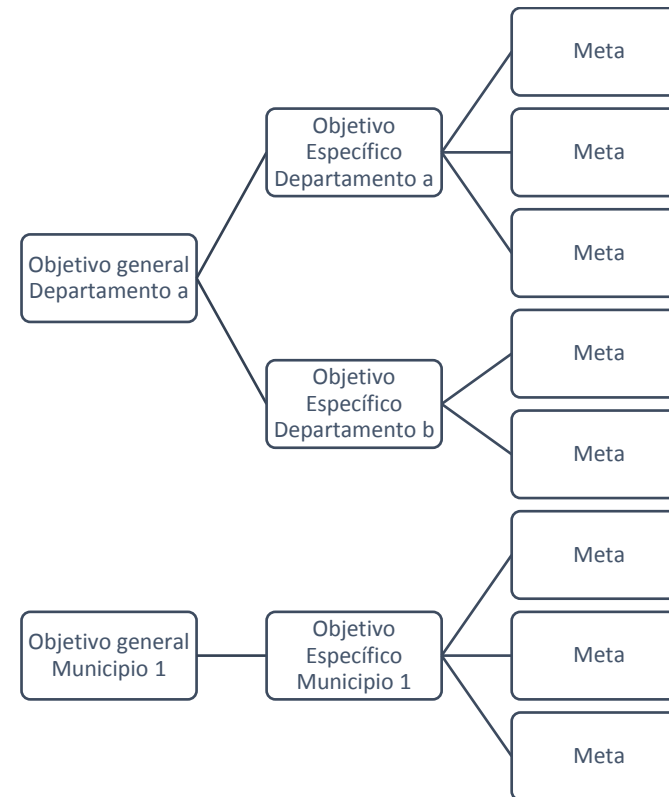 Meta
Objetivo
Específico
Departamento a
Meta
Meta
Objetivo general
Departamento a
Meta
Objetivo
Específico
Departamento b
Meta
Meta
Objetivo general
Municipio 1
Objetivo
Específico
Municipio 1
Meta
Meta